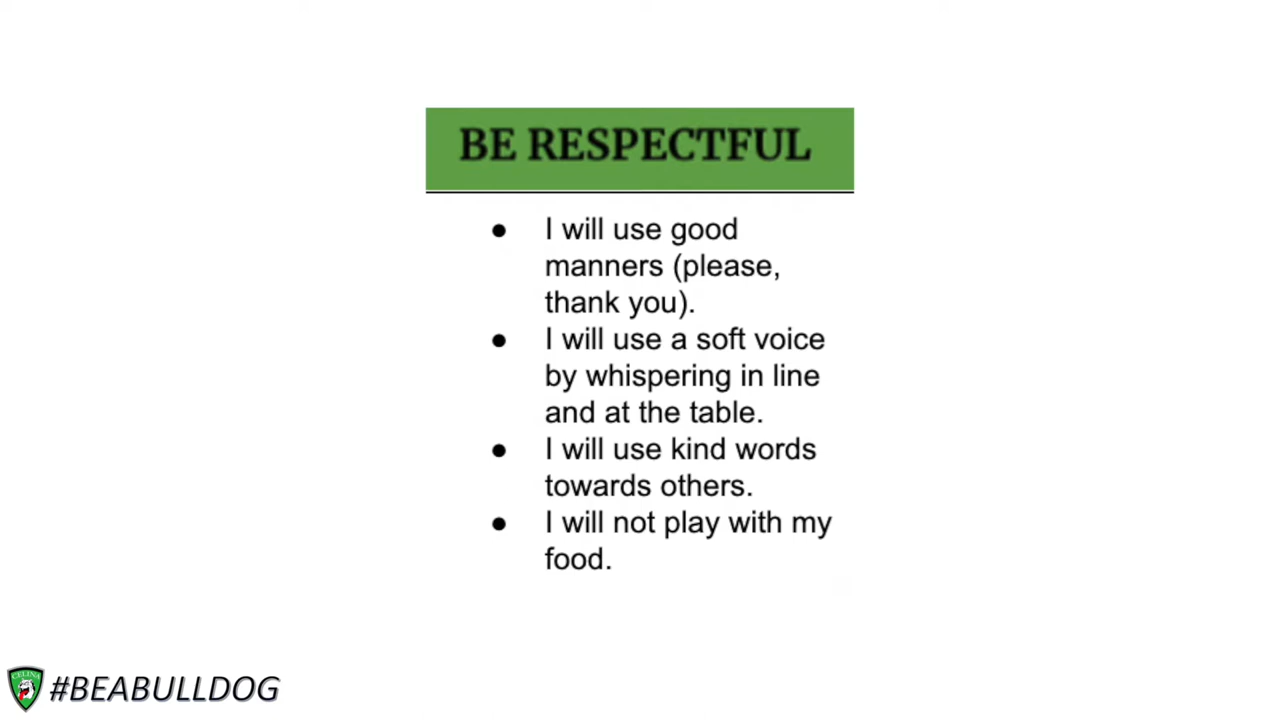 BE RESPECTFUL
● I will use good
manners (please,
thank you).
● I will use a soft voice
by whispering in line
and at the table.
● I will use kind words
towards others.
● I will not play with my
food.
CELINA
#BEABULLDOG